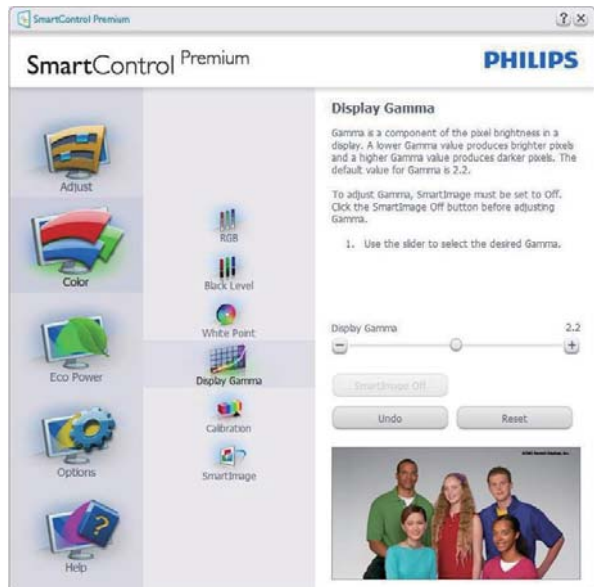 SmartControl Premium
? ×
SmartControl Premium
PHILIPS
Adjust
Color
Eco Power
Options
Help
RGB
Black Level
White Point
Display Gamma
Calibration
SmartImage
Display Gamma
Gamma is a component of the pixel brightness in a
display. A lower Gamma value produces brighter pixels
and a higher Gamma value produces darker pixels. The
default value for Gamma is 2.2.
To adjust Gamma, SmartImage must be set to Off.
Click the SmartImage Off button before adjusting
Gamma.
1. Use the slider to select the desired Gamma.
Display Gamma 2.2
SmartImage Off
Undo Reset